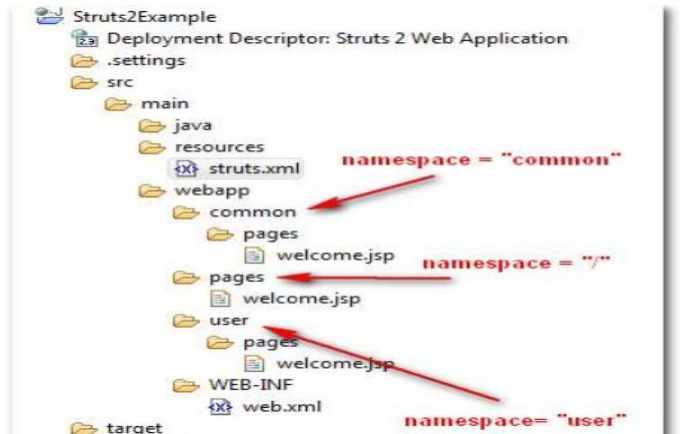 Struts2Example
Deployment Descriptor: Struts 2 Web Application
.settings
src
main
java
resources
struts.xml
namespace = "common"
webapp
common
pages
welcome.jsp
namespace = "/"
pages
welcome.jsp
user
pages
welcome.jsp
WEB-INF
web.xml
namespace= "user"
target